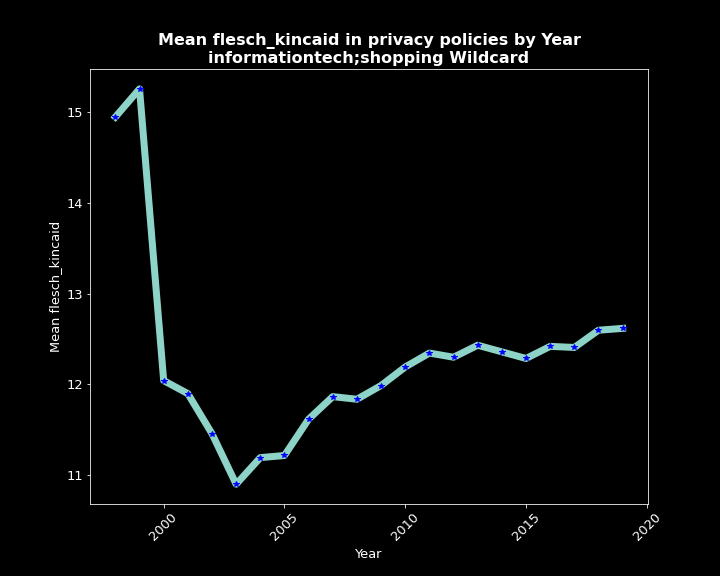 Mean flesch_kincaid in privacy policies by Year
informationtech;shopping Wildcard
Mean flesch_kincaid
15
14
13
12
11
2000
2005
2010
2015
2020
Year